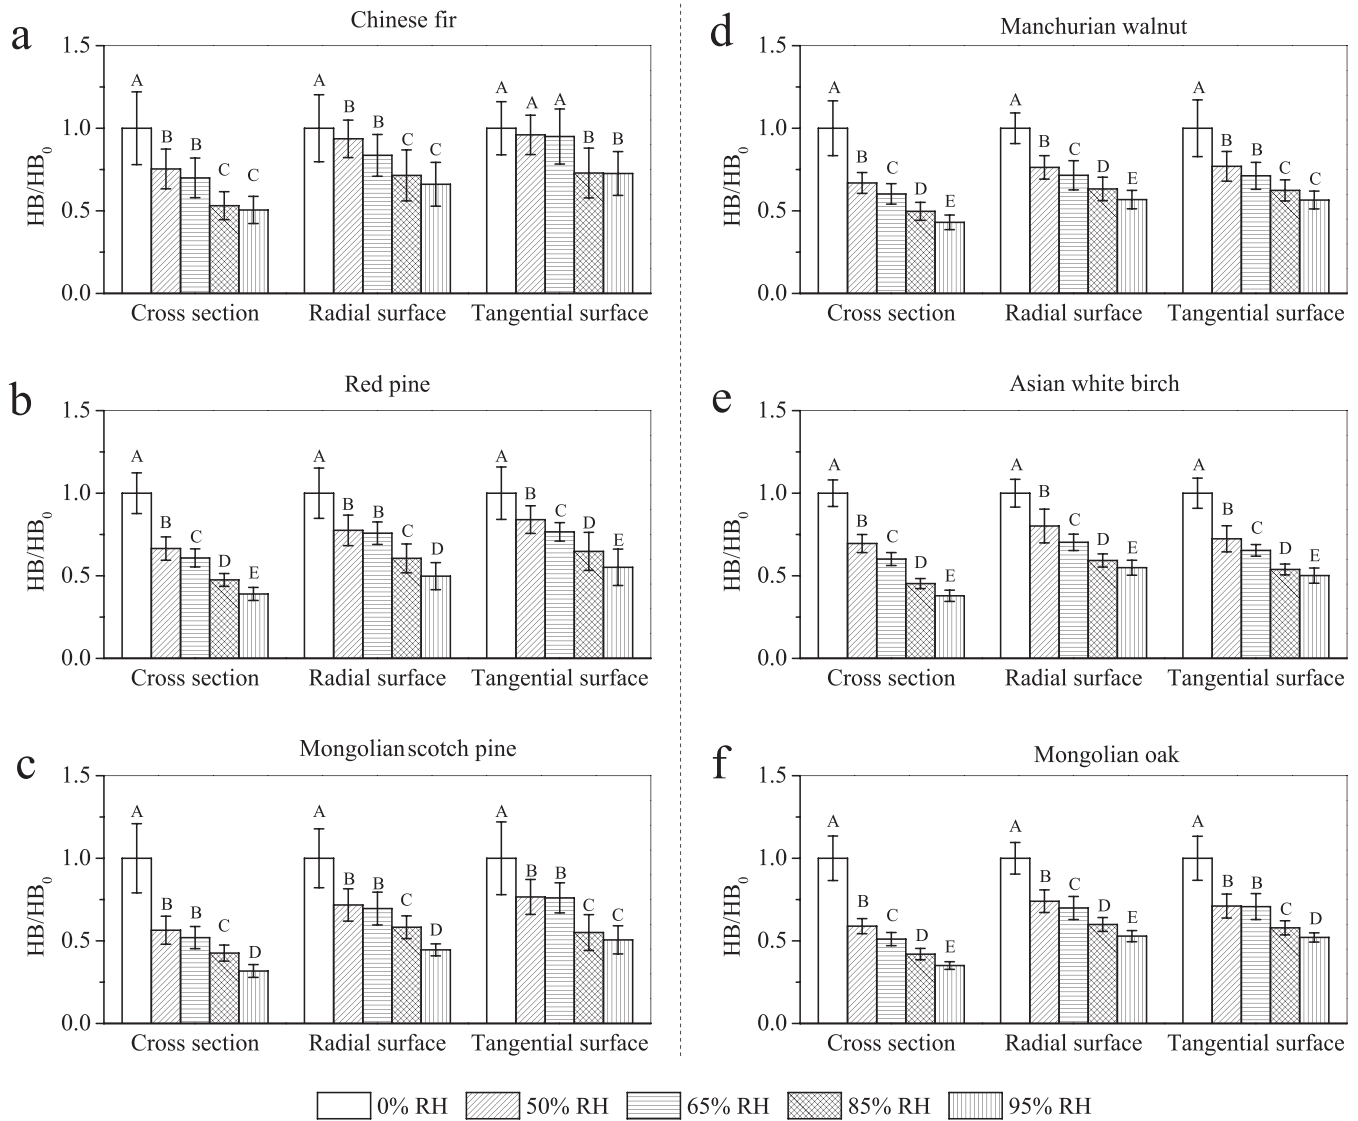 a
Chinese fir
1.5
1.0
0.5
0.0
HB/HB0
A B B C C
A B B C C
A A A B B
Cross section Radial surface Tangential surface
d
Manchurian walnut
1.5
1.0
0.5
0.0
HB/HB0
A B C D E
A B C D E
A B B C C
Cross section Radial surface Tangential surface
b
Red pine
1.5
1.0
0.5
0.0
HB/HB0
A B C D E
A B B C D
A B C D E
Cross section Radial surface Tangential surface
e
Asian white birch
1.5
1.0
0.5
0.0
HB/HB0
A B C D E
A B C D E
A B C D E
Cross section Radial surface Tangential surface
c
Mongolian scotch pine
1.5
1.0
0.5
0.0
HB/HB0
A B B C D
A B B C D
A B B C C
Cross section Radial surface Tangential surface
f
Mongolian oak
1.5
1.0
0.5
0.0
HB/HB0
A B C D E
A B C D E
A B B C D
Cross section Radial surface Tangential surface
0% RH 50% RH 65% RH 85% RH 95% RH